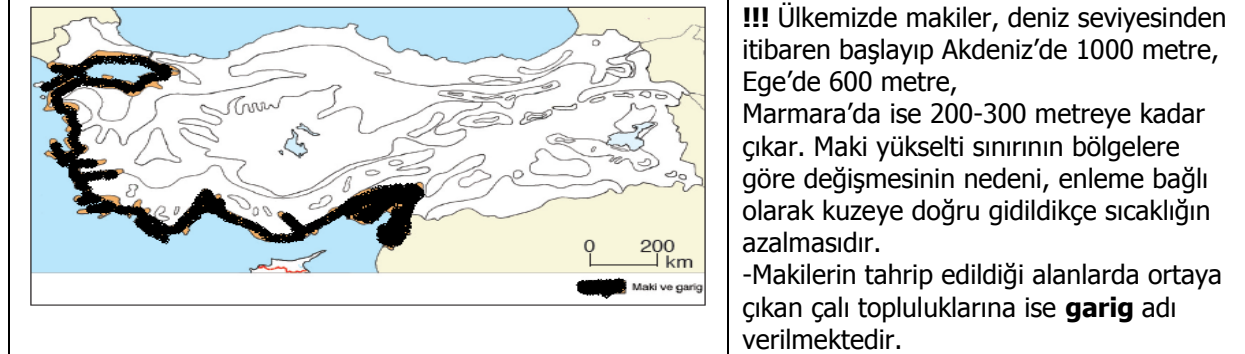 0 200
km
Maki ve garig
!!! Ülkemizde makiler, deniz seviyesinden
itibaren başlayıp Akdeniz’de 1000 metre,
Ege’de 600 metre,
Marmara’da ise 200-300 metreye kadar
çıkar. Maki yükselti sınırının bölgelere
göre değişmesinin nedeni, enleme bağlı
olarak kuzeye doğru gidildikçe sıcaklığın
azalmasıdır.
-Makilerin tahrip edildiği alanlarda ortaya
çıkan çalı topluluklarına ise garig adı
verilmektedir.